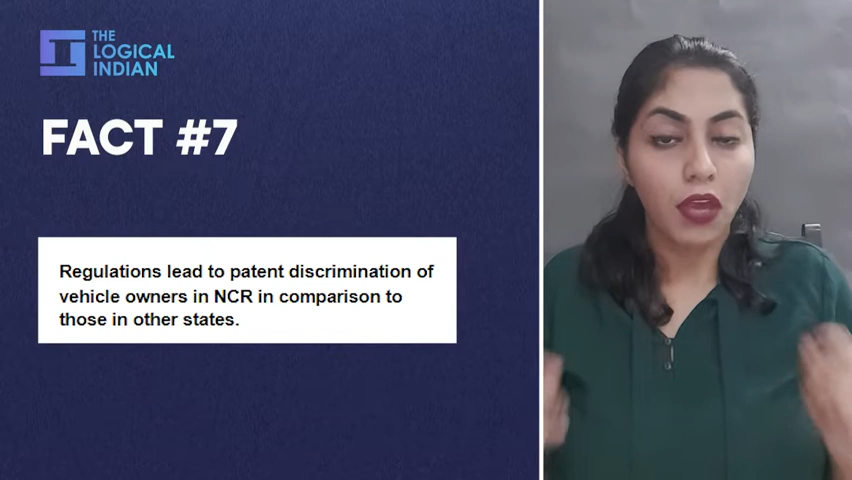 THE
LOGICAL
INDIAN
FACT #7
Regulations lead to patent discrimination of
vehicle owners in NCR in comparison to
those in other states.